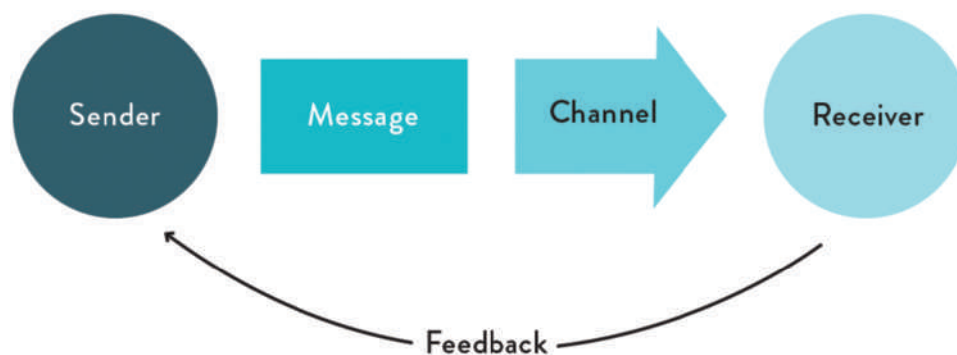 Sender
Message
Channel
Receiver
Feedback